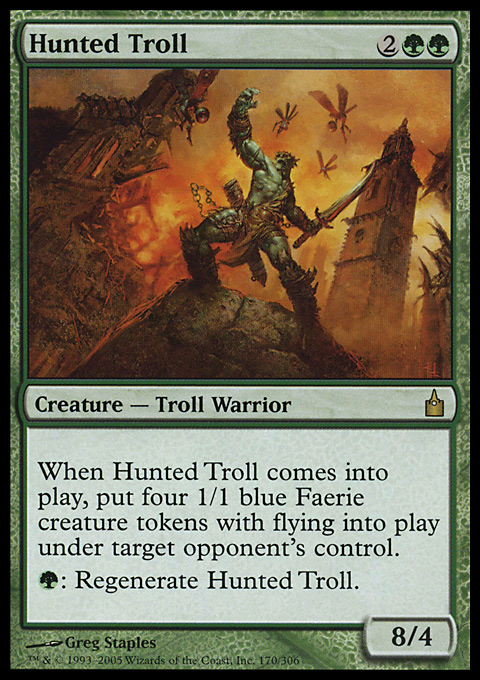 Hunted Troll 2
Creature — Troll Warrior
When Hunted Troll comes into
play, put four 1/1 blue Faerie
creature tokens with flying into play
under target opponent's control.
: Regenerate Hunted Troll.
Greg Staples
8/4
™ & © 1993–2005 Wizards of the Coast, Inc. 170/306